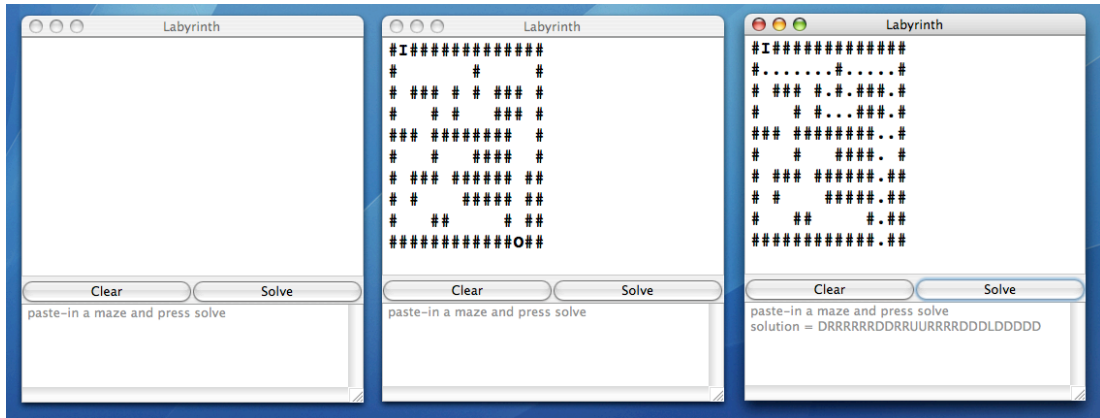 Labyrinth
Clear
Solve
paste-in a maze and press solve
Labyrinth
#I#############
#       #     #
# ### # # ### #
#   # #   ### #
### ########  #
#   #   ####  #
# ### ###### ##
# #    ##### ##
#   ##     # ##
############O##
Clear
Solve
paste-in a maze and press solve
Labyrinth
#I#############
#.......#.....#
# ### #.#.###.#
#   # #...###.#
### ########..#
#   #   ####. #
# ### ######.##
# #    #####.##
#   ##     #.##
############.##
Clear
Solve
paste-in a maze and press solve
solution = DRRRRRRDDRRUURRRRDDDLDDDDD